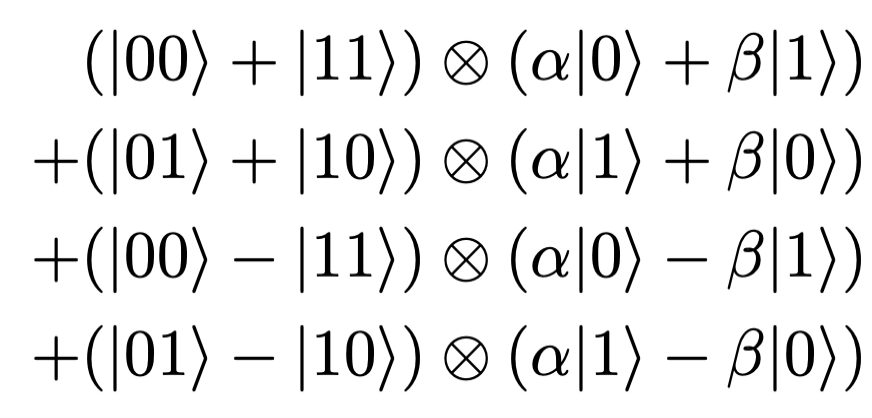 (|00⟩ + |11⟩) ⊗ (α|0⟩ + β|1⟩)
+(|01⟩ + |10⟩) ⊗ (α|1⟩ + β|0⟩)
+(|00⟩ − |11⟩) ⊗ (α|0⟩ − β|1⟩)
+(|01⟩ − |10⟩) ⊗ (α|1⟩ − β|0⟩)